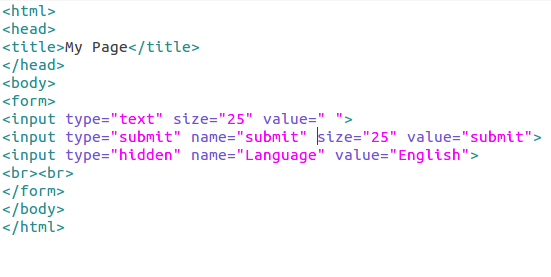 <html>
<head>
<title>My Page</title>
</head>
<body>
<form>
<input type="text" size="25" value=" ">
<input type="submit" name="submit" size="25" value="submit">
<input type="hidden" name="Language" value="English">
<br><br>
</form>
</body>
</html>